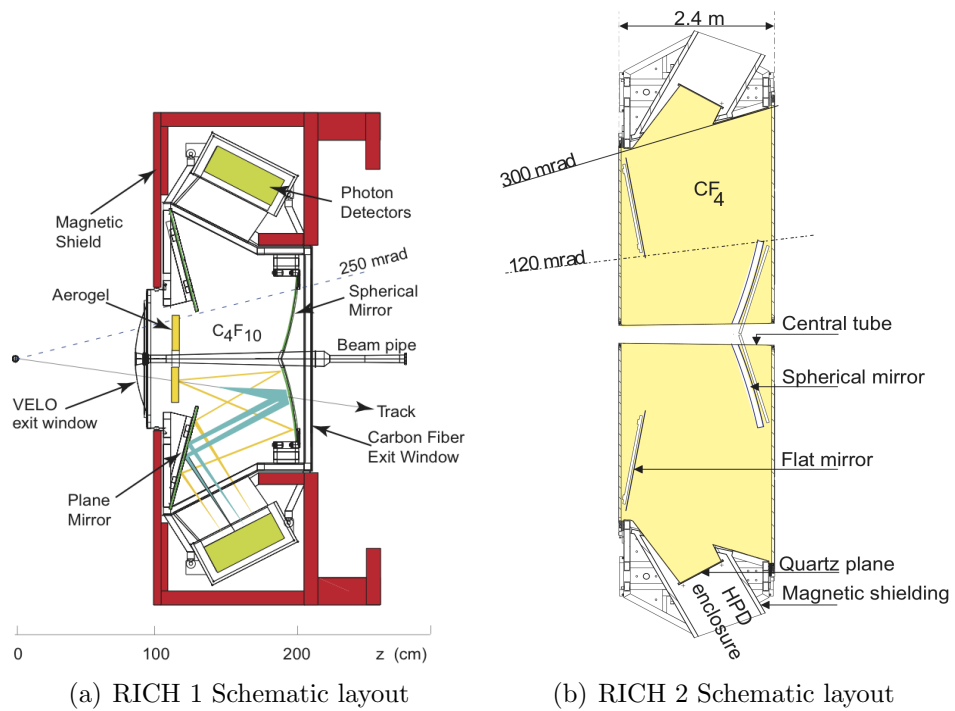 Magnetic
Shield
Aerogel
VELO
exit window
Plane
Mirror
Photon
Detectors
250 mrad
Spherical
Mirror
C4F10
Beam pipe
Track
Carbon Fiber
Exit Window
0 100 200 z (cm)
(a) RICH 1 Schematic layout
2.4 m
300 mrad
CF4
120 mrad
Central tube
Spherical mirror
Flat mirror
Quartz plane
Magnetic shielding
HPD
enclosure
(b) RICH 2 Schematic layout